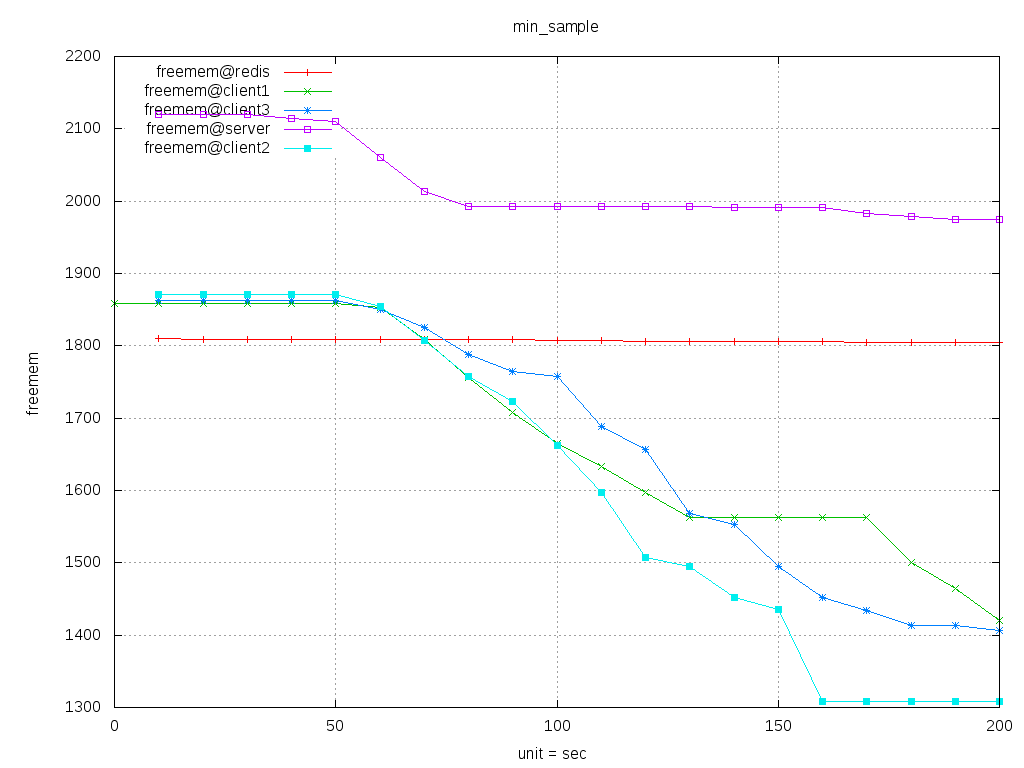 min_sample
2200
2100
2000
1900
1800
1700
1600
1500
1400
1300
freemem
freemem@redis
freemem@client1
freemem@client3
freemem@server
freemem@client2
0 50 100 150 200
unit = sec